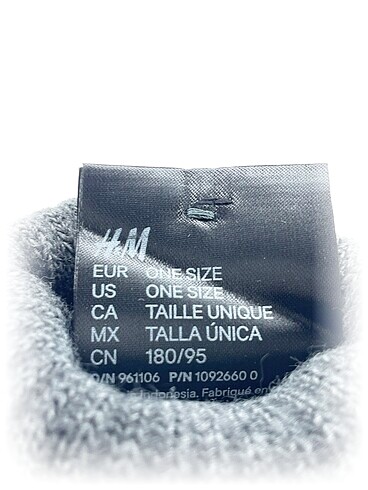 H&M
EUR ONE SIZE
US ONE SIZE
CA TAILLE UNIQUE
MX TALLA ÚNICA
CN 180/95
O/N 961106 P/N 1092660 0
Indonesia. Fabriqué en